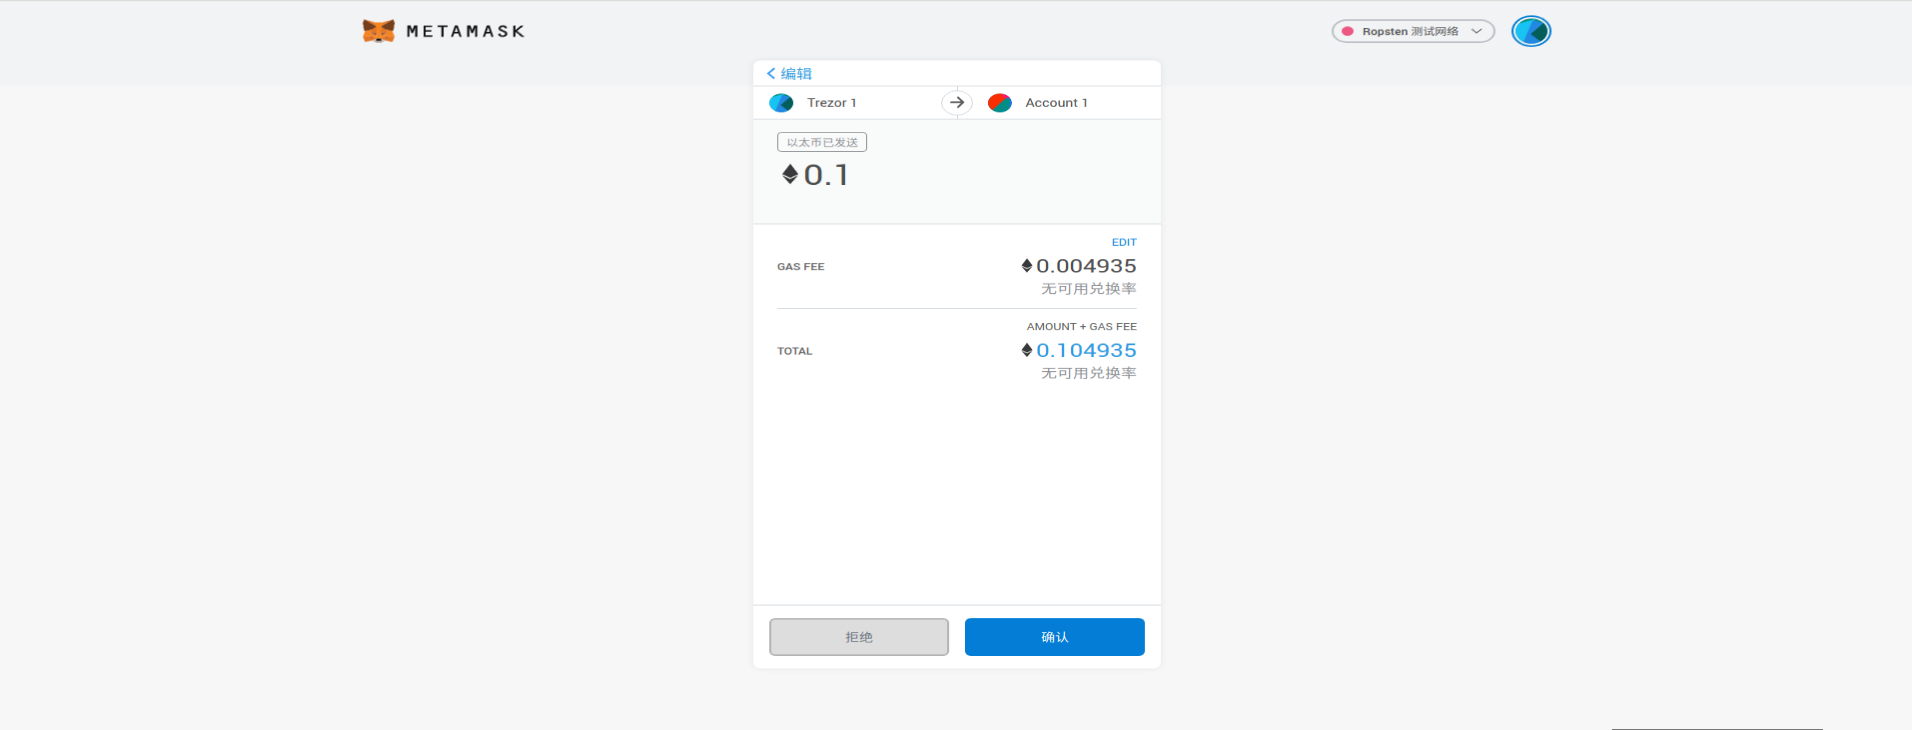 METAMASK
Ropsten 测试网络
编辑
Trezor 1
Account 1
以太币已发送
0.1
EDIT
GAS FEE
0.004935
无可用兑换率
AMOUNT + GAS FEE
TOTAL
0.104935
无可用兑换率
拒绝
确认